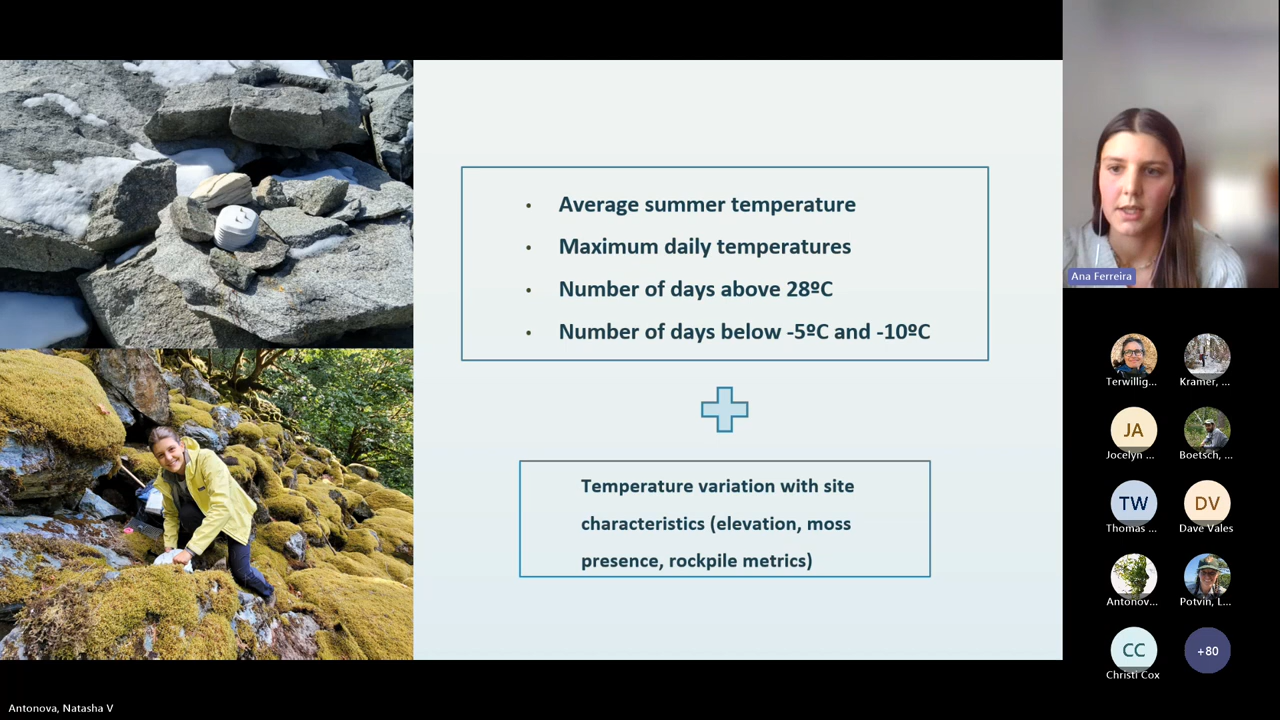 • Average summer temperature
• Maximum daily temperatures
• Number of days above 28ºC
• Number of days below -5ºC and -10ºC
Temperature variation with site
characteristics (elevation, moss
presence, rockpile metrics)
Ana Ferreira
Terwillig...
Kramer, ...
JA
Jocelyn ...
Boetsch, ...
TW
Thomas ...
DV
Dave Vales
Antonov...
Potvin, L...
CC
Christi Cox
+80
Antonova, Natasha V